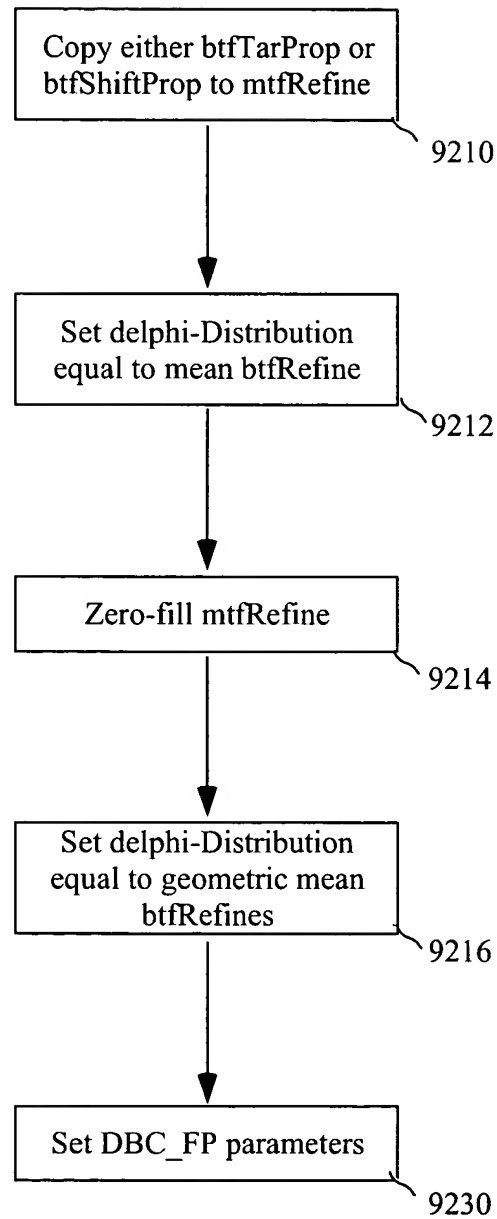 Copy either btfTarProp or
btfShiftProp to mtfRefine
9210
Set delphi-Distribution
equal to mean btfRefine
9212
Zero-fill mtfRefine
9214
Set delphi-Distribution
equal to geometric mean
btfRefines
9216
Set DBC_FP parameters
9230